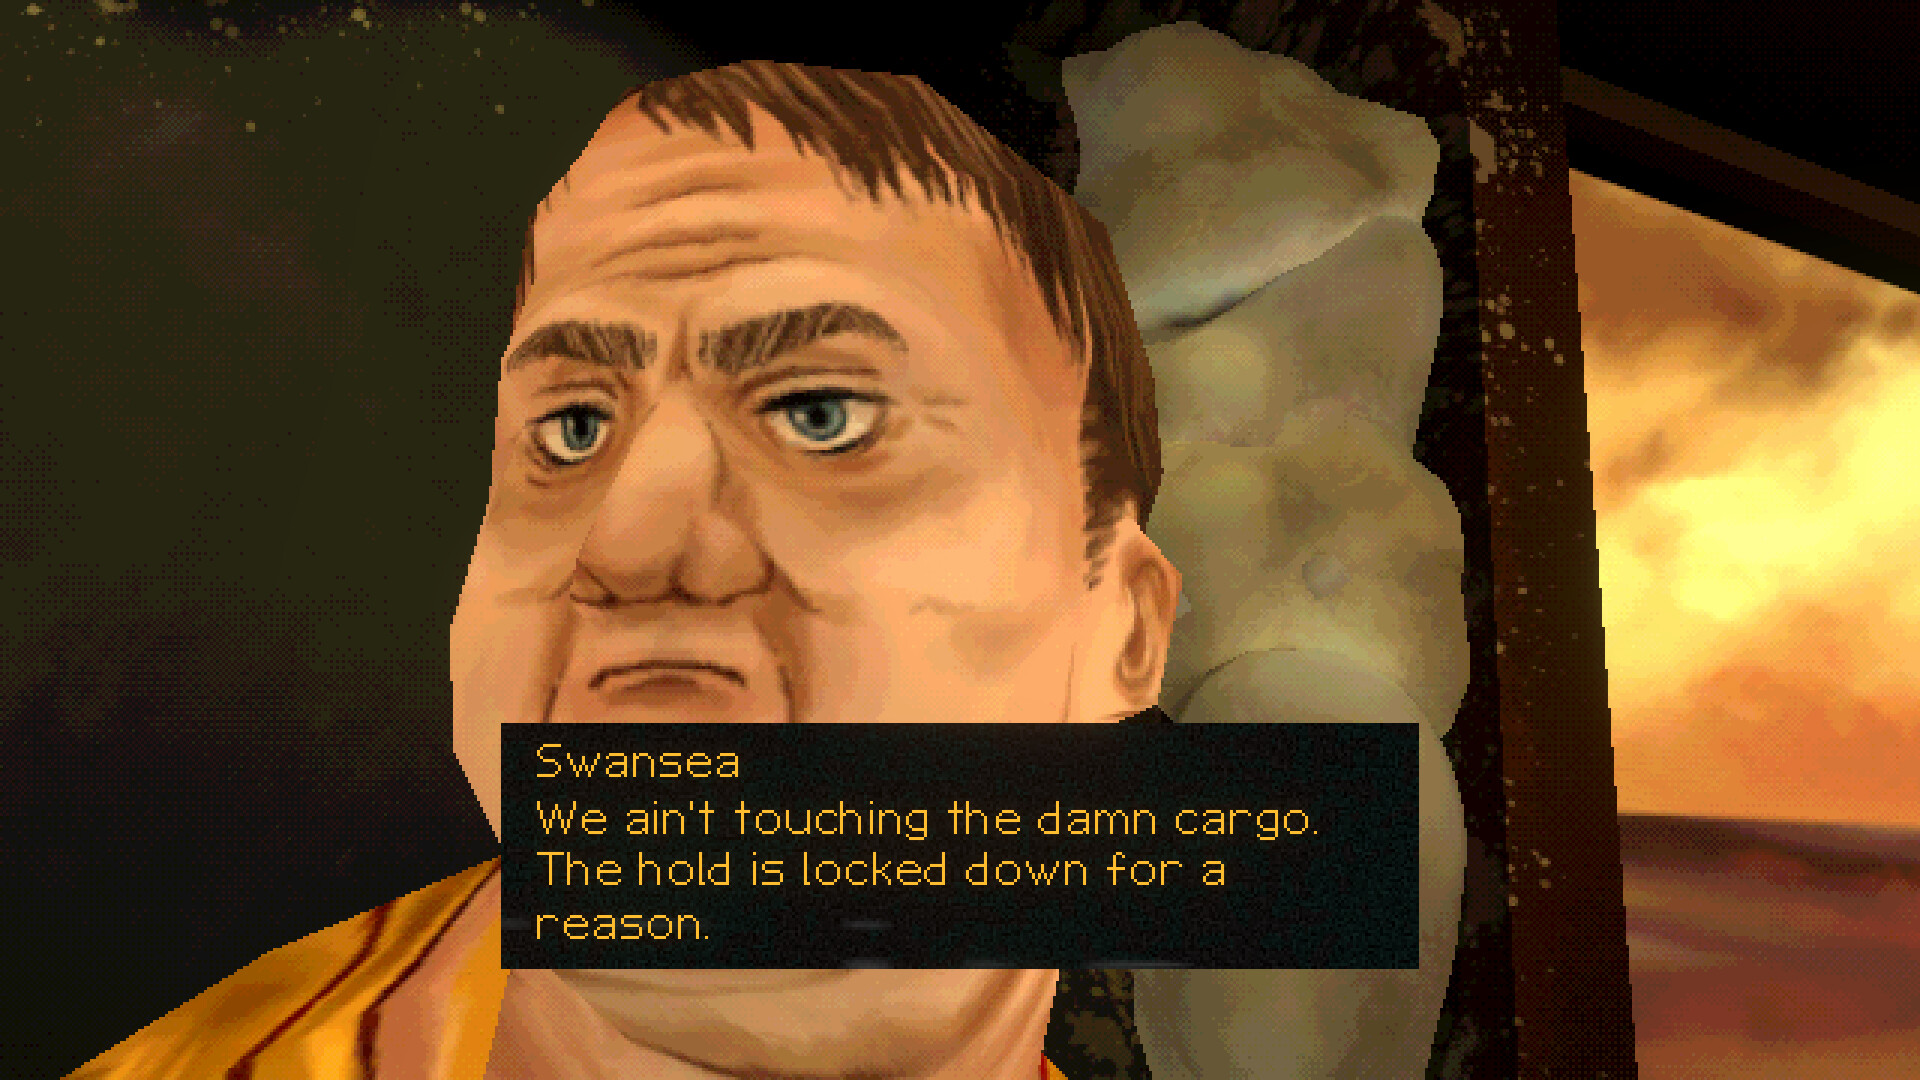 Swansea
We ain't touching the damn cargo.
The hold is locked down for a
reason.